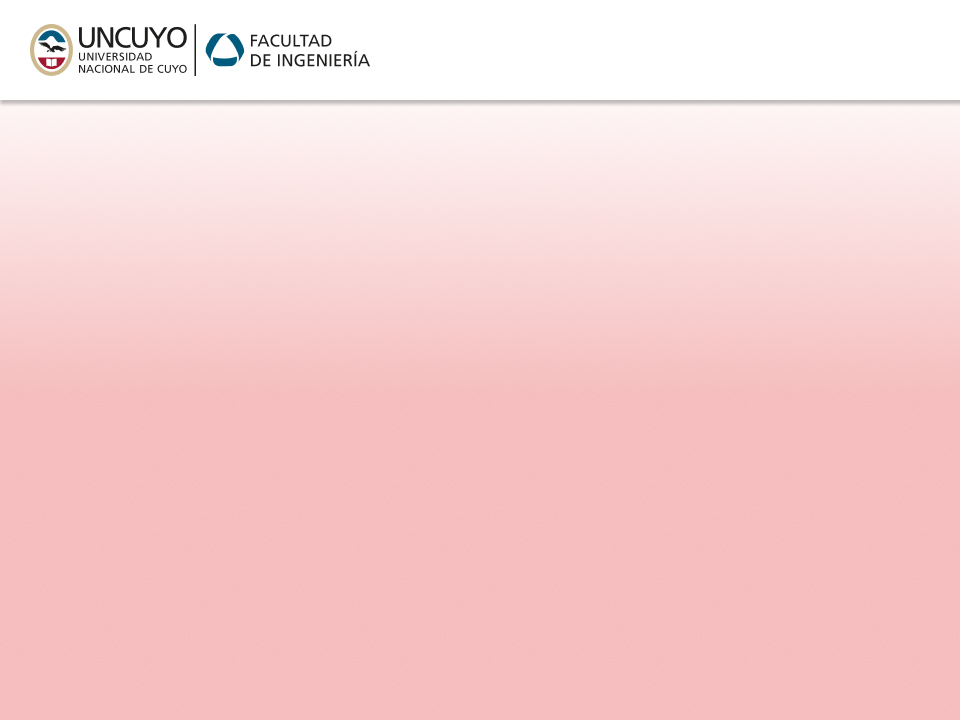 UNCUYO
UNIVERSIDAD
NACIONAL DE CUYO
FACULTAD
DE INGENIERÍA